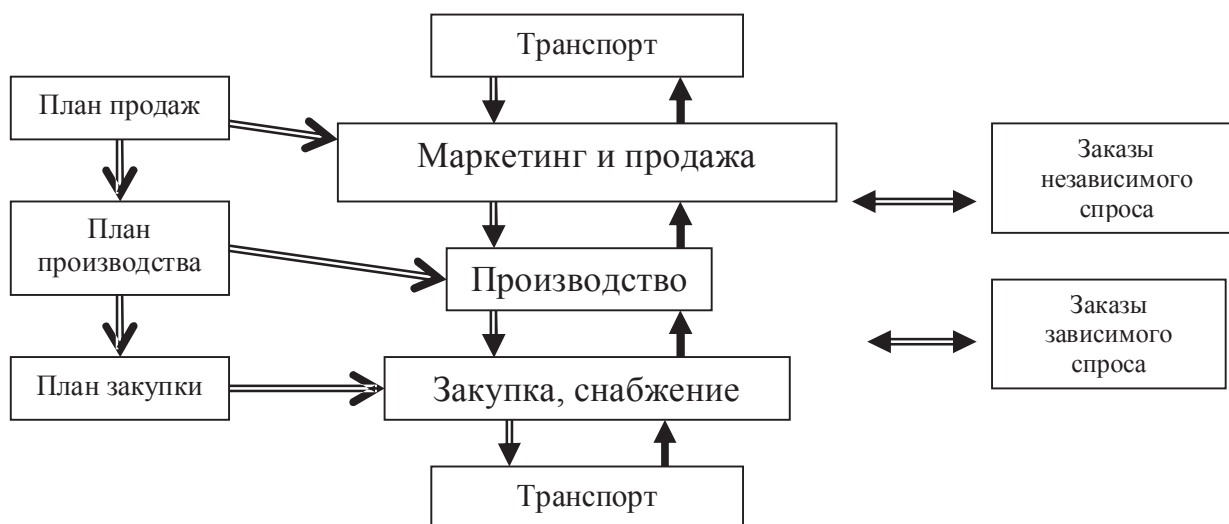 Транспорт
План продаж
Маркетинг и продажа
Заказы
независимого
спроса
План
производства
Производство
Заказы
зависимого
спроса
План закупки
Закупка, снабжение
Транспорт